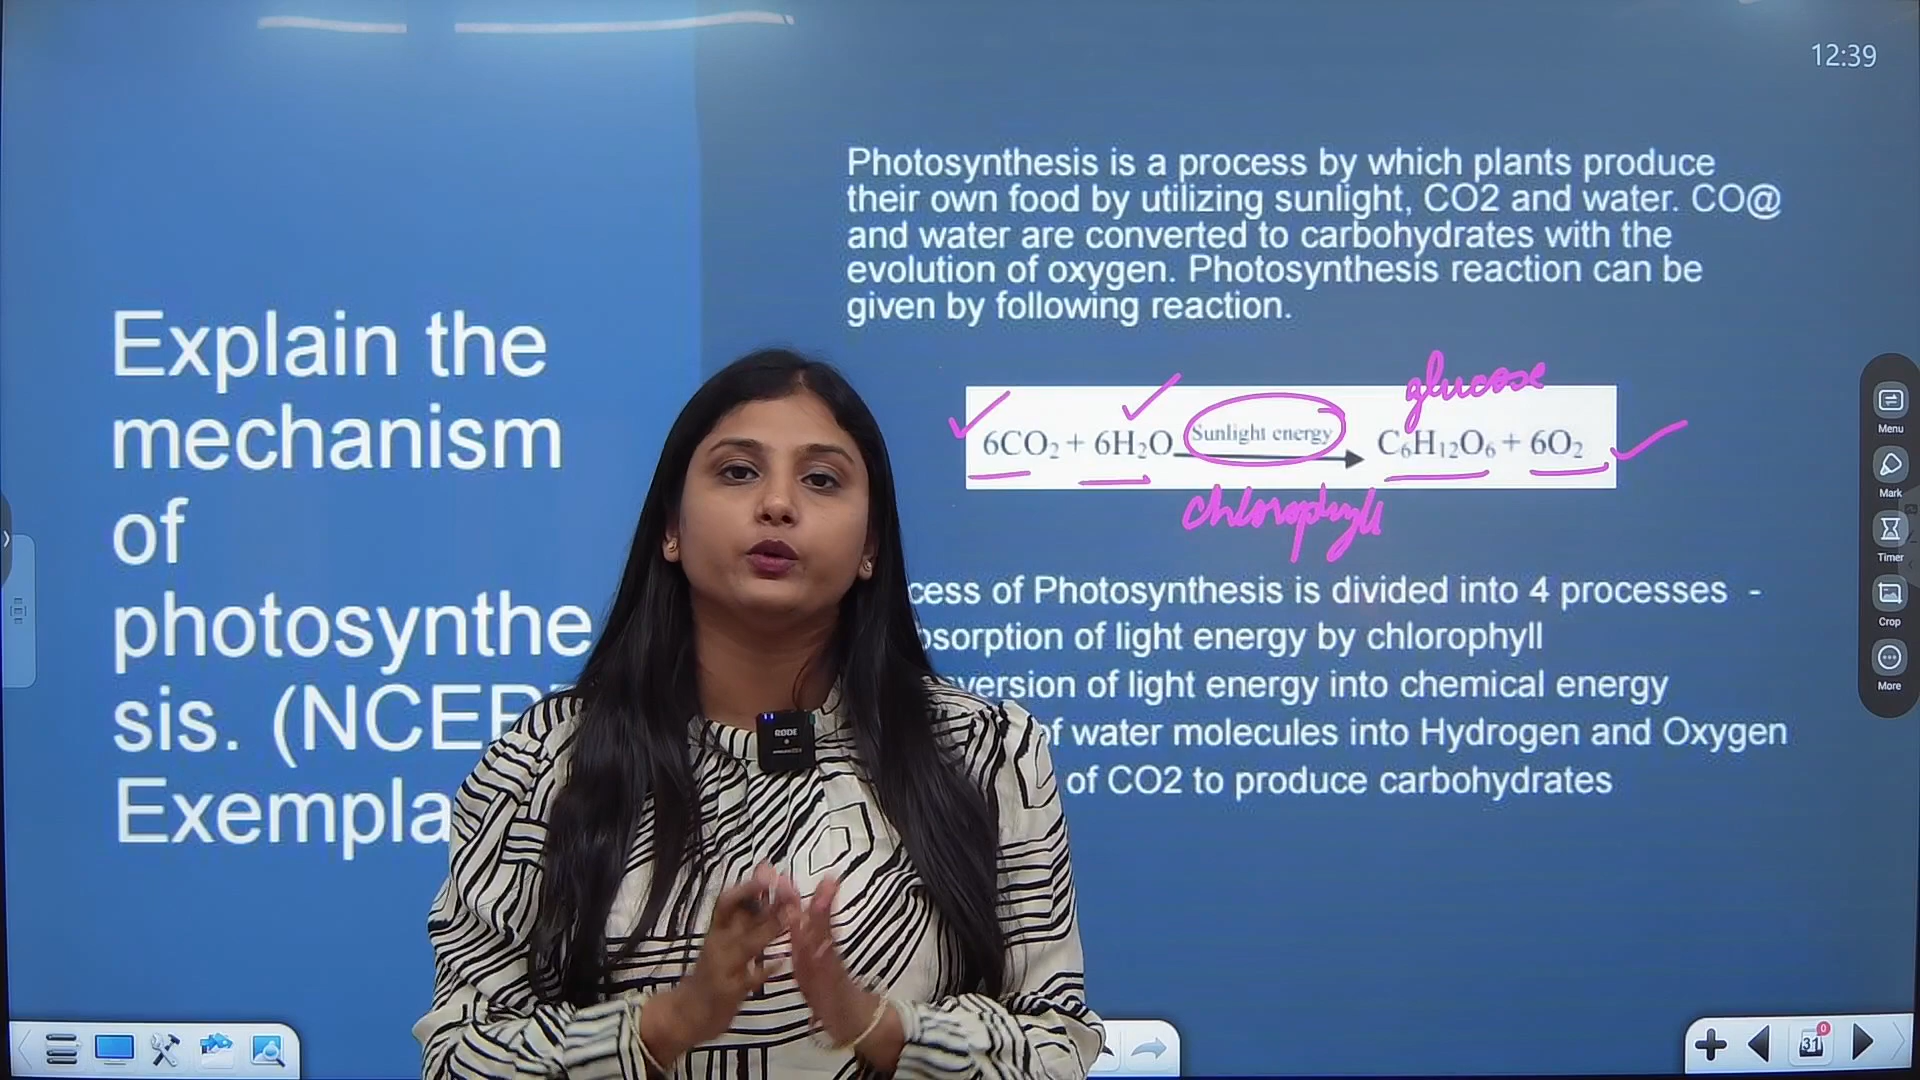 12:39
Explain the
mechanism
of
photosynthe
sis. (NCER
Exempla
Photosynthesis is a process by which plants produce
their own food by utilizing sunlight, CO2 and water. CO@
and water are converted to carbohydrates with the
evolution of oxygen. Photosynthesis reaction can be
given by following reaction.
glucose
6CO₂ + 6H₂O Sunlight energy C₆H₁₂O₆ + 6O₂
chlorophyll
cess of Photosynthesis is divided into 4 processes -
sorption of light energy by chlorophyll
version of light energy into chemical energy
of water molecules into Hydrogen and Oxygen
of CO2 to produce carbohydrates
RØDE
Menu
Mark
Timer
Crop
More
31
0